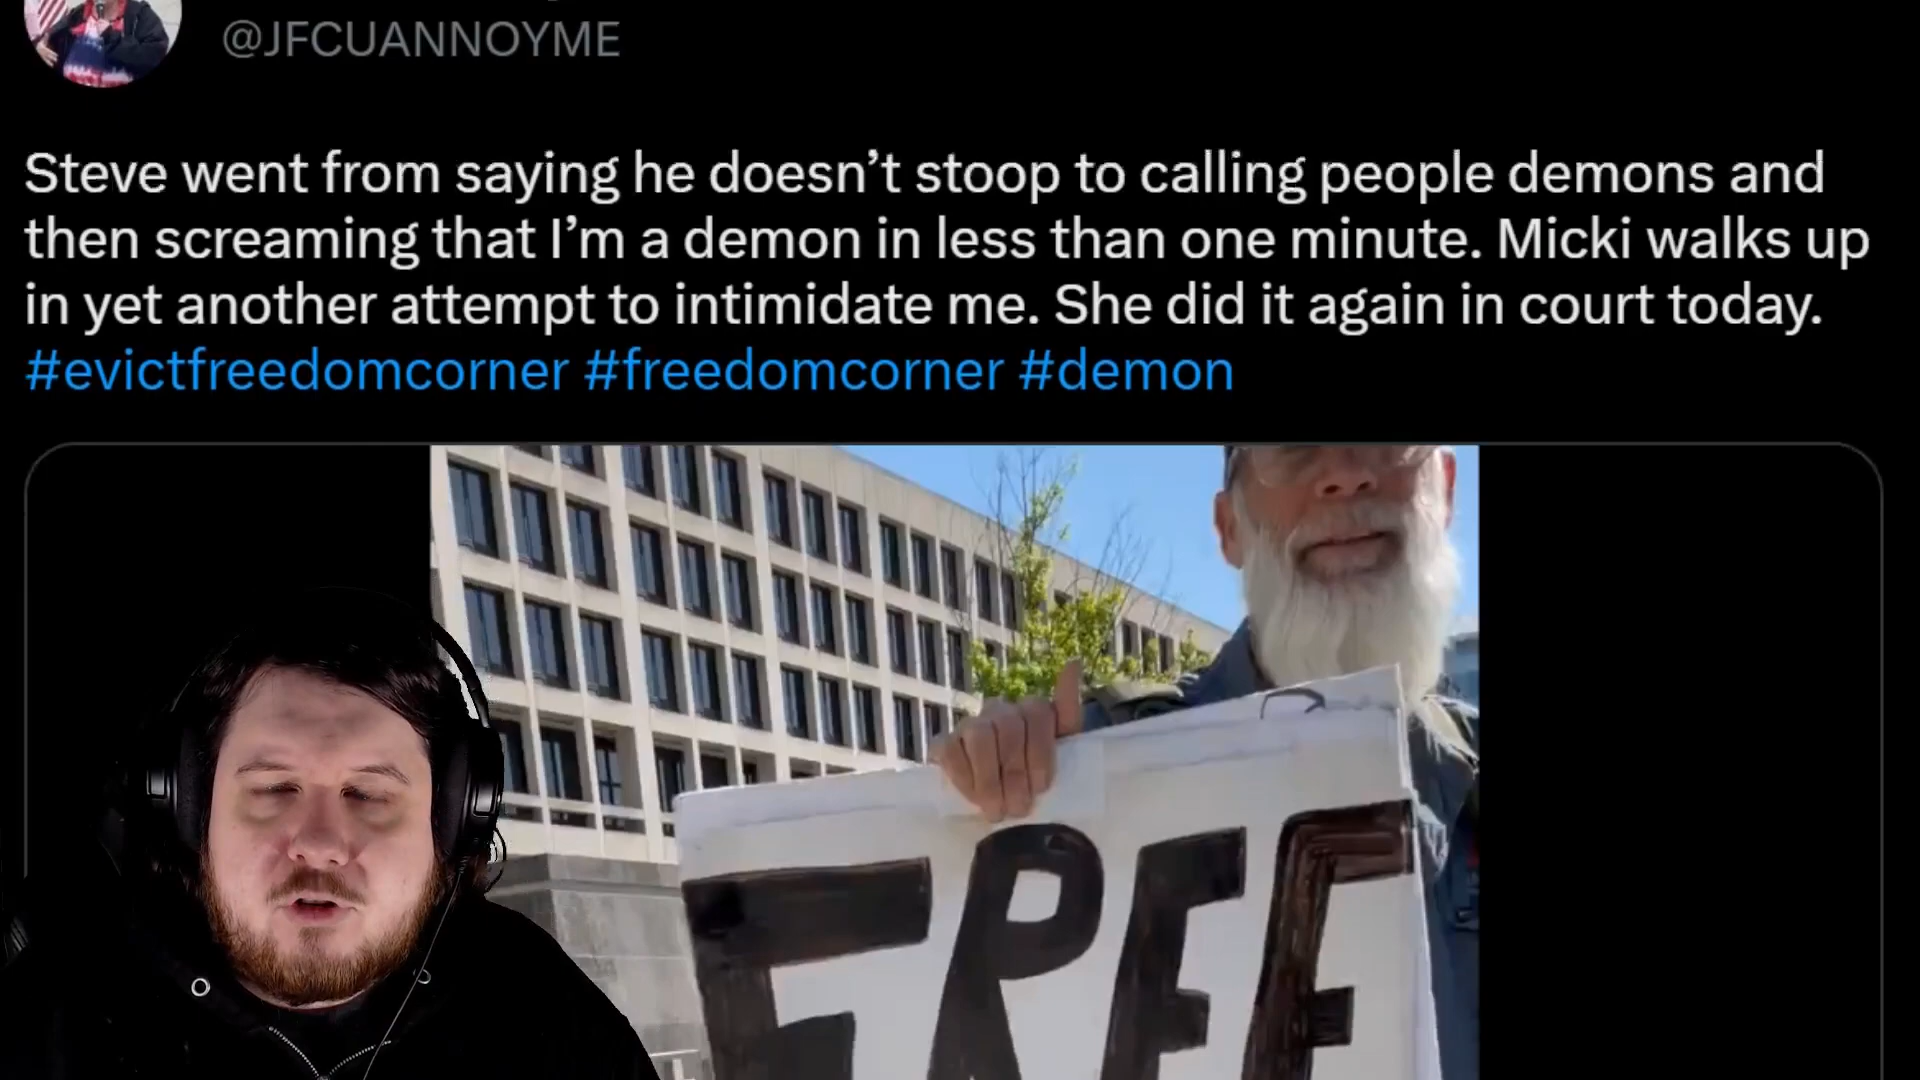 @JFCUANNOYME
Steve went from saying he doesn’t stoop to calling people demons and
then screaming that I’m a demon in less than one minute. Micki walks up
in yet another attempt to intimidate me. She did it again in court today.
#evictfreedomcorner #freedomcorner #demon
FREE